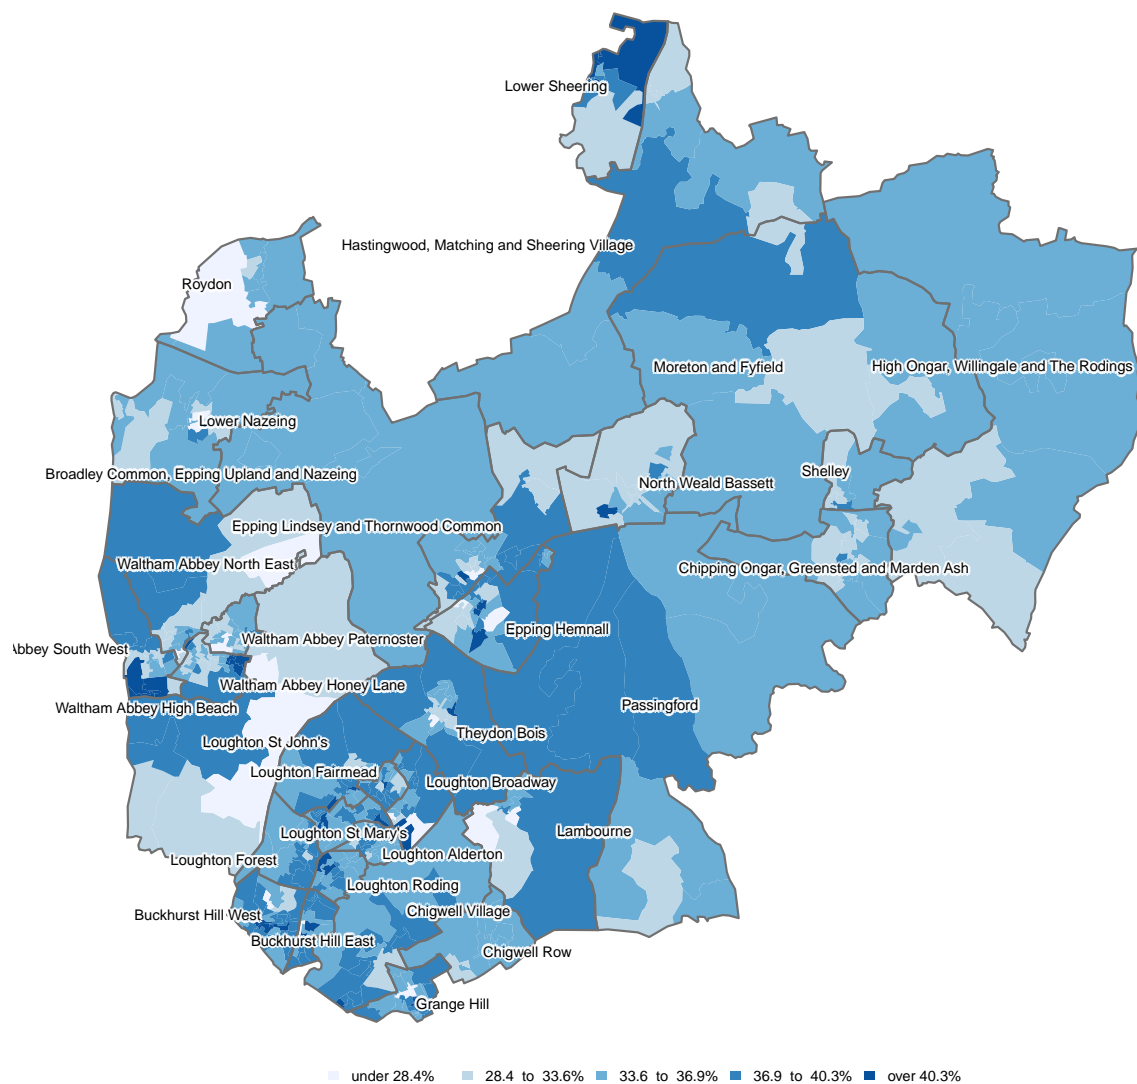 Lower Sheering
Hastingwood, Matching and Sheering Village
Roydon
Moreton and Fyfield
High Ongar, Willingale and The Rodings
Lower Nazeing
Broadley Common, Epping Upland and Nazeing
Shelley
North Weald Bassett
Epping Lindsey and Thornwood Common
Waltham Abbey North East
Chipping Ongar, Greensted and Marden Ash
Epping Hemnall
Waltham Abbey Paternoster
Abbey South West
Waltham Abbey Honey Lane
Waltham Abbey High Beach
Passingford
Theydon Bois
Loughton St John's
Loughton Fairmead
Loughton Broadway
Loughton St Mary's
Lambourne
Loughton Alderton
Loughton Forest
Loughton Roding
Chigwell Village
Buckhurst Hill West
Buckhurst Hill East
Chigwell Row
Grange Hill
under 28.4% 28.4 to 33.6% 33.6 to 36.9% 36.9 to 40.3% over 40.3%